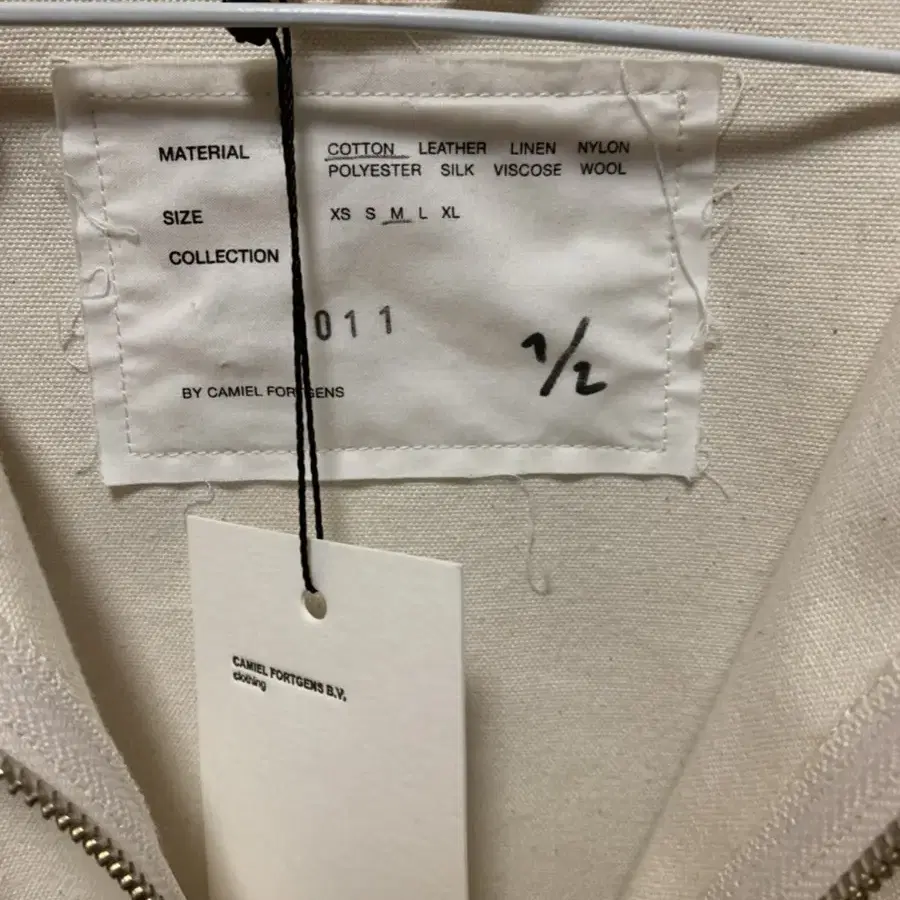 MATERIAL COTTON LEATHER LINEN NYLON
POLYESTER SILK VISCOSE WOOL
SIZE XS S M L XL
COLLECTION
011
1/2
BY CAMIEL FORTGENS
CAMIEL FORTGENS B.V.
clothing